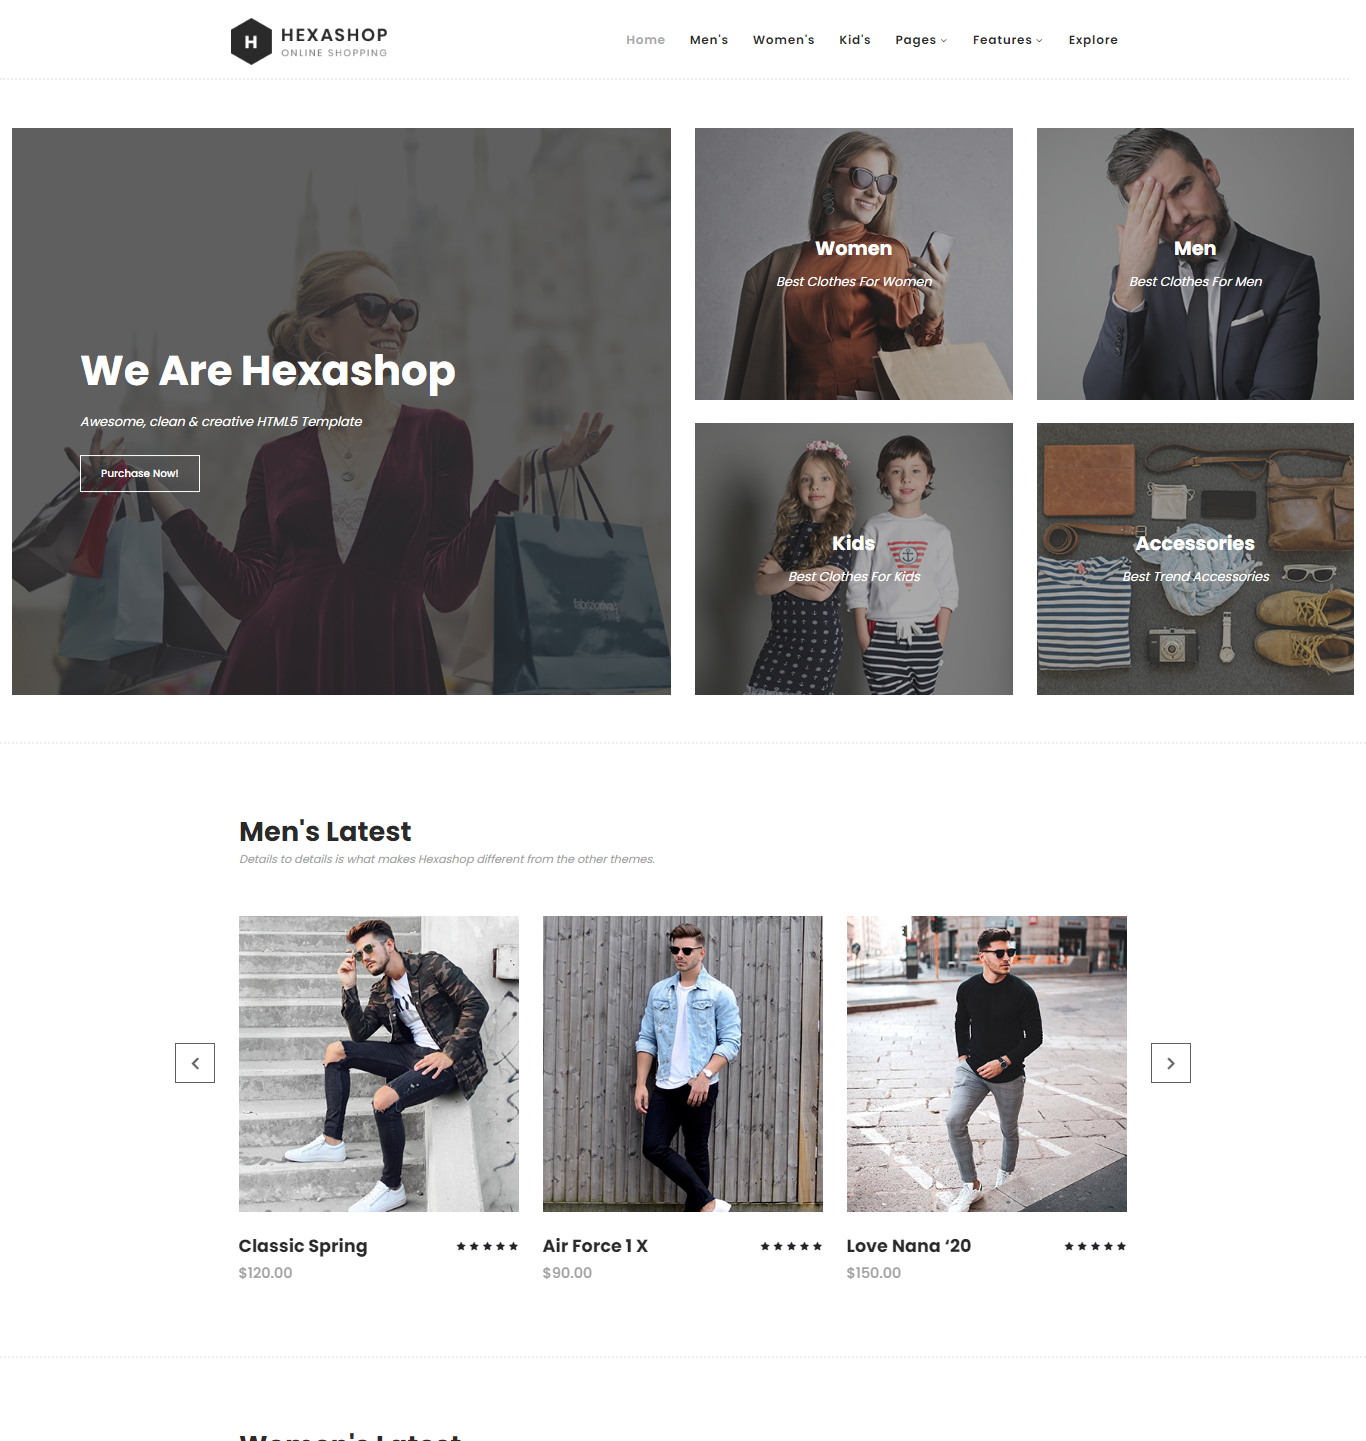 H
HEXASHOP
ONLINE SHOPPING
Home
Men's
Women's
Kid's
Pages
Features
Explore
We Are Hexashop
Awesome, clean & creative HTML5 Template
Purchase Now!
Women
Best Clothes For Women
Men
Best Clothes For Men
Kids
Best Clothes For Kids
Accessories
Best Trend Accessories
Men's Latest
Details to details is what makes Hexashop different from the other themes.
Classic Spring
$120.00
Air Force 1 X
$90.00
Love Nana ‘20
$150.00
Women's Latest